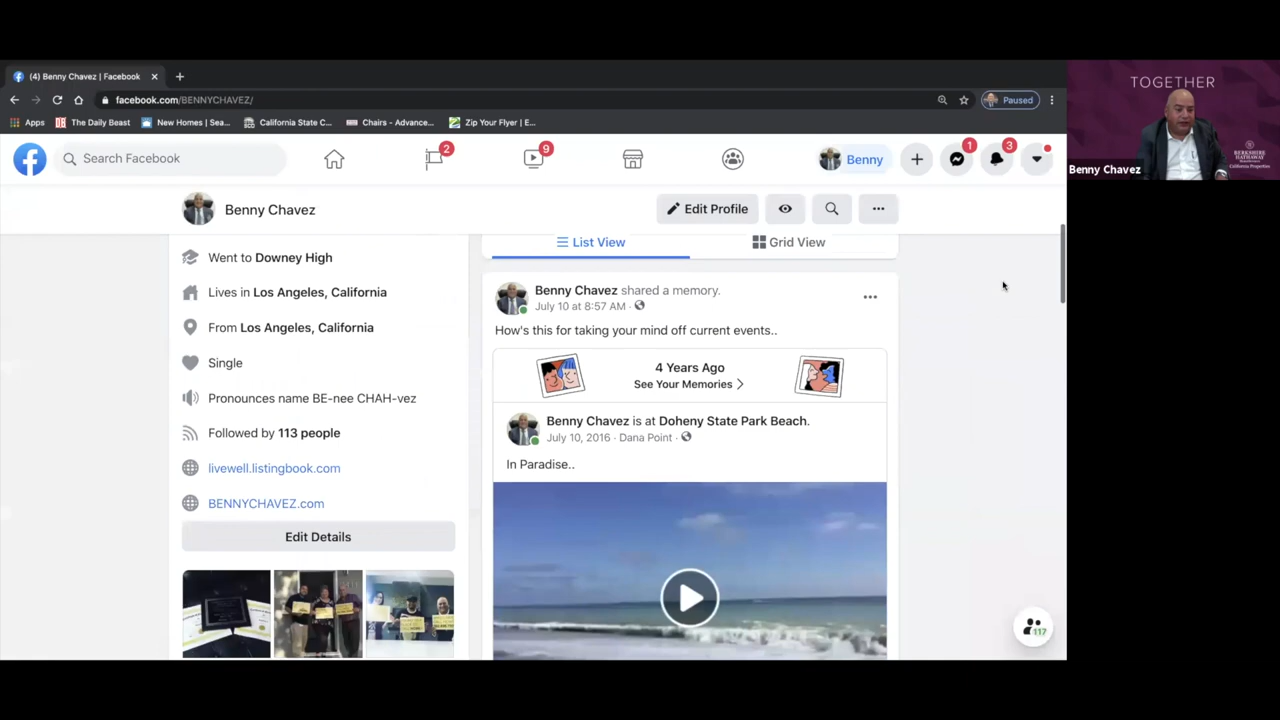 (4) Benny Chavez | Facebook
facebook.com/BENNYCHAVEZ/
Paused
Apps
The Daily Beast
New Homes | Sea...
California State C...
Chairs - Advance...
Zip Your Flyer | E...
TOGETHER
BERKSHIRE
HATHAWAY
California Properties
Benny Chavez
Search Facebook
2
9
Benny
1
3
Benny Chavez
Edit Profile
Went to Downey High
Lives in Los Angeles, California
From Los Angeles, California
Single
Pronounces name BE-nee CHAH-vez
Followed by 113 people
livewell.listingbook.com
BENNYCHAVEZ.com
Edit Details
List View
Grid View
Benny Chavez shared a memory.
July 10 at 8:57 AM ·
How's this for taking your mind off current events..
4 Years Ago
See Your Memories
Benny Chavez is at Doheny State Park Beach.
July 10, 2016 · Dana Point ·
In Paradise..
117